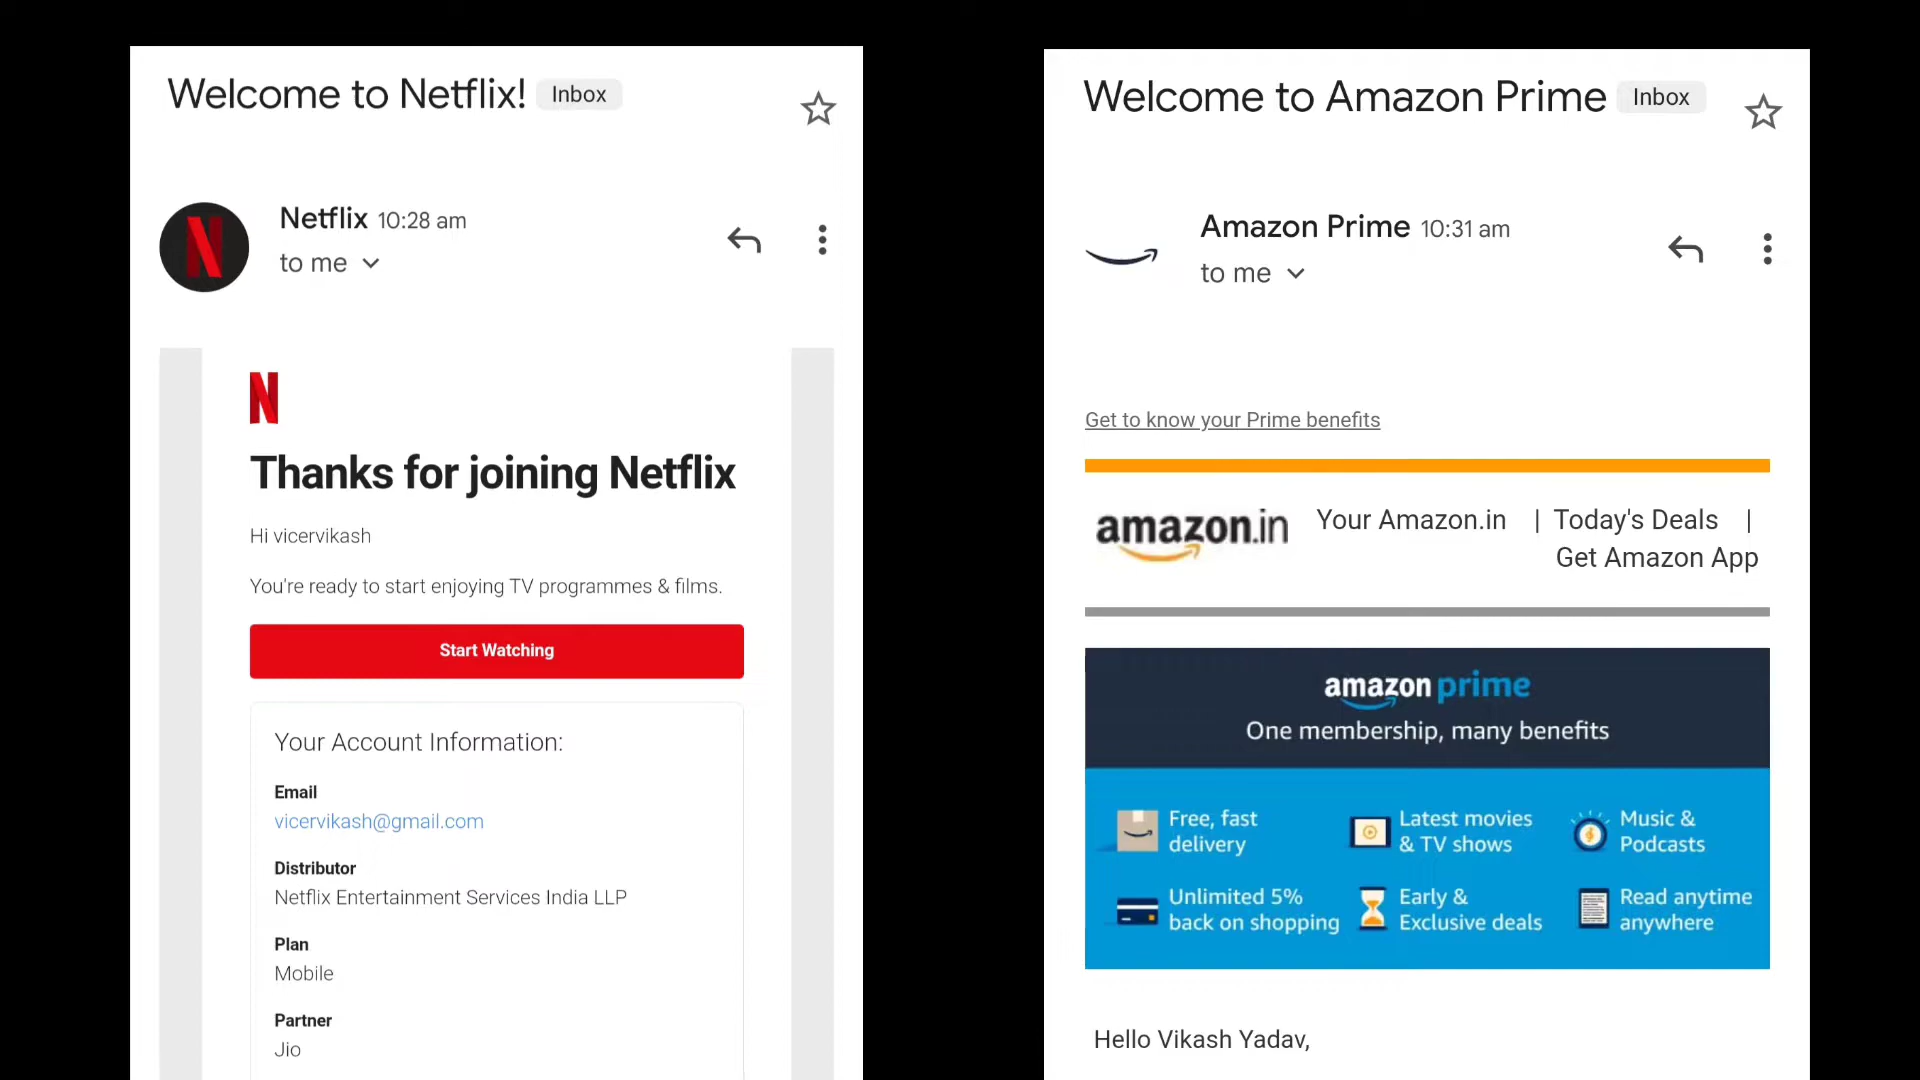 Welcome to Netflix! Inbox
Netflix 10:28 am
to me
Thanks for joining Netflix
Hi vicervikash
You're ready to start enjoying TV programmes & films.
Start Watching
Your Account Information:
Email
vicervikash@gmail.com
Distributor
Netflix Entertainment Services India LLP
Plan
Mobile
Partner
Jio
Welcome to Amazon Prime Inbox
Amazon Prime 10:31 am
to me
Get to know your Prime benefits
amazon.in Your Amazon.in | Today's Deals |
Get Amazon App
amazon prime
One membership, many benefits
Free, fast
delivery
Latest movies
& TV shows
Music &
Podcasts
Unlimited 5%
back on shopping
Early &
Exclusive deals
Read anytime
anywhere
Hello Vikash Yadav,